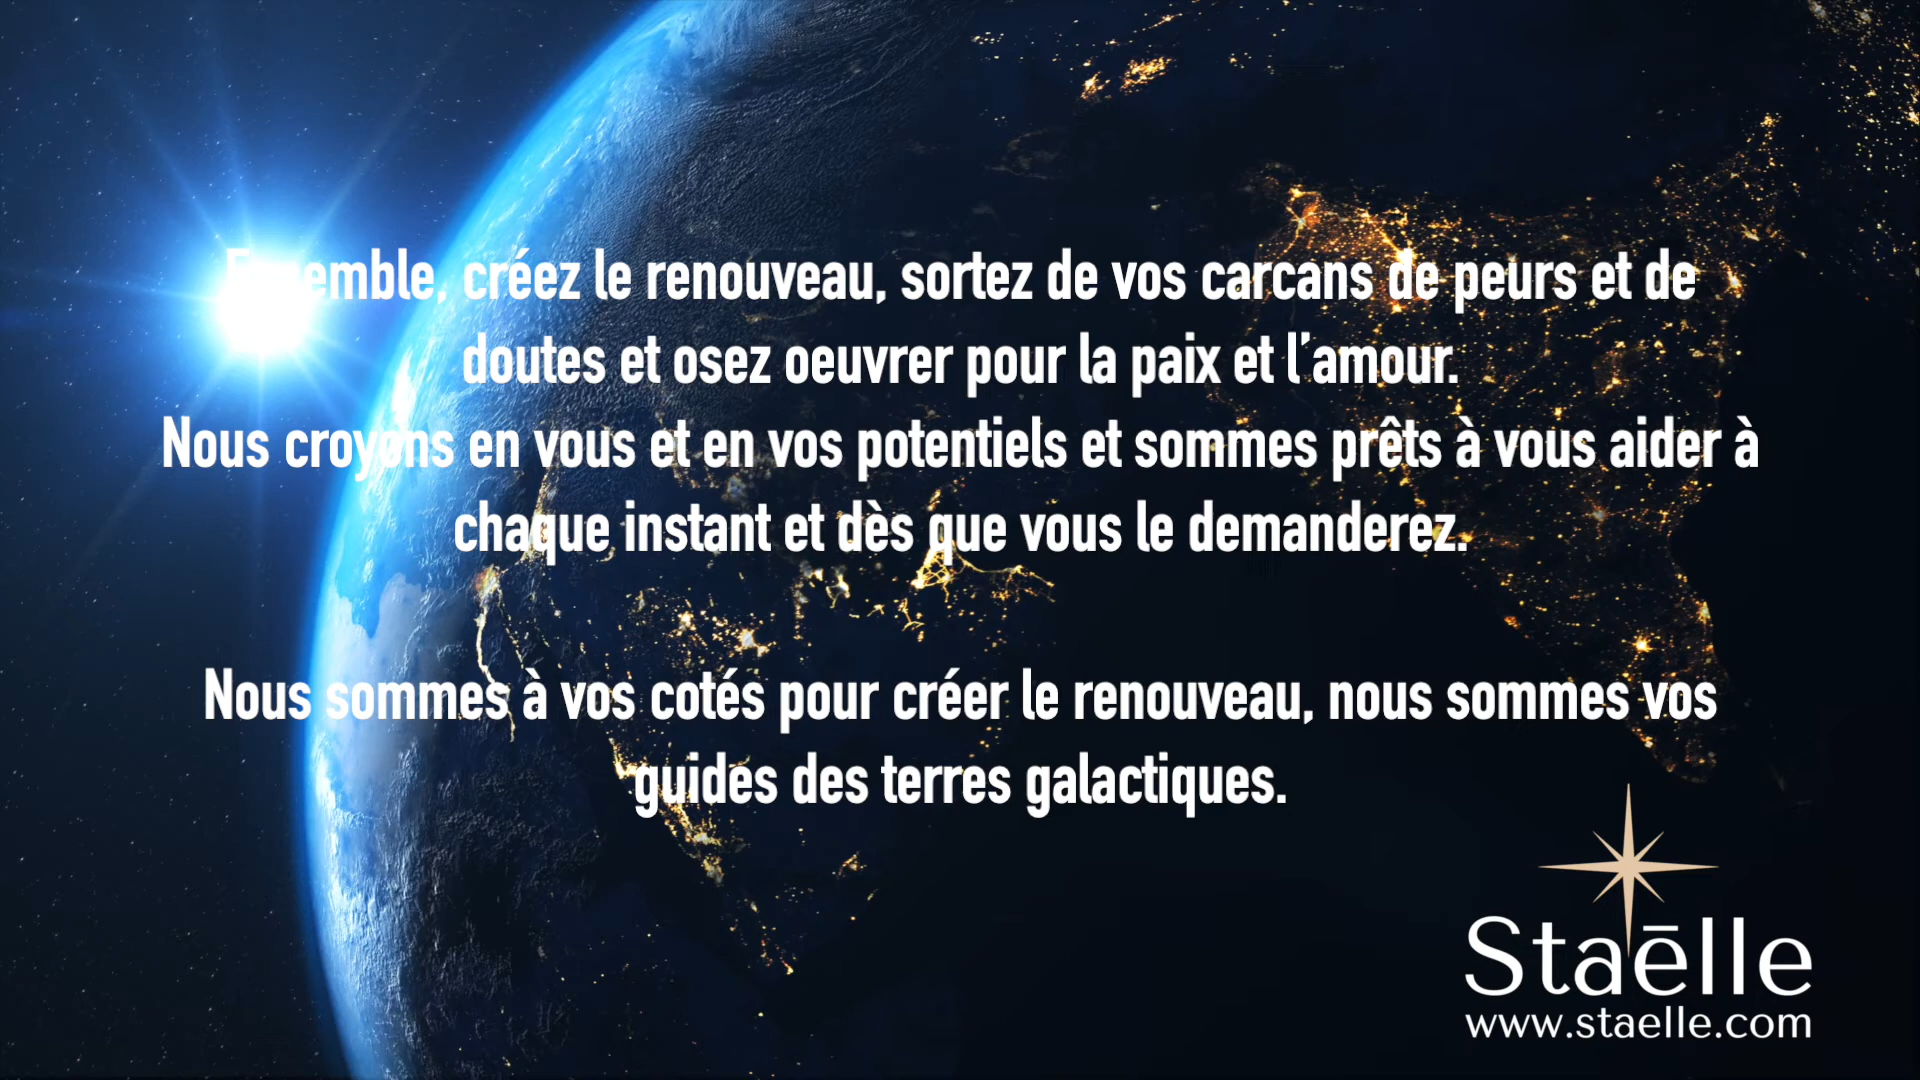 Ensemble, créez le renouveau, sortez de vos carcans de peurs et de
doutes et osez oeuvrer pour la paix et l’amour.
Nous croyons en vous et en vos potentiels et sommes prêts à vous aider à
chaque instant et dès que vous le demanderez.
Nous sommes à vos cotés pour créer le renouveau, nous sommes vos
guides des terres galactiques.
Staēlle
www.staelle.com